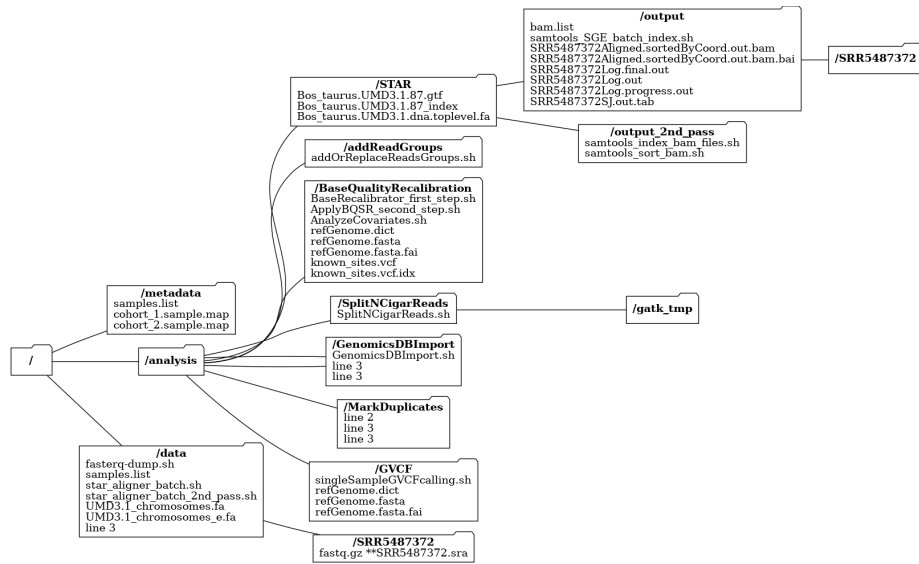 /output
bam.list
samtools_SGE_batch_index.sh
SRR5487372Aligned.sortedByCoord.out.bam
SRR5487372Aligned.sortedByCoord.out.bam.bai
SRR5487372Log.final.out
SRR5487372Log.out
SRR5487372Log.progress.out
SRR5487372SJ.out.tab
/SRR5487372
/STAR
Bos_taurus.UMD3.1.87.gtf
Bos_taurus.UMD3.1.87_index
Bos_taurus.UMD3.1.dna.toplevel.fa
/output_2nd_pass
samtools_index_bam_files.sh
samtools_sort_bam.sh
/addReadGroups
addOrReplaceReadsGroups.sh
/BaseQualityRecalibration
BaseRecalibrator_first_step.sh
ApplyBQSR_second_step.sh
AnalyzeCovariates.sh
refGenome.dict
refGenome.fasta
refGenome.fasta.fai
known_sites.vcf
known_sites.vcf.idx
/metadata
samples.list
cohort_1.sample.map
cohort_2.sample.map
/SplitNCigarReads
SplitNCigarReads.sh
/gatk_tmp
/
/analysis
/GenomicsDBImport
GenomicsDBImport.sh
line 3
line 3
/MarkDuplicates
line 2
line 3
line 3
/data
fasterq-dump.sh
samples.list
star_aligner_batch.sh
star_aligner_batch_2nd_pass.sh
UMD3.1_chromosomes.fa
UMD3.1_chromosomes_e.fa
line 3
/GVCF
singleSampleGVCFcalling.sh
refGenome.dict
refGenome.fasta
refGenome.fasta.fai
/SRR5487372
fastq.gz **SRR5487372.sra